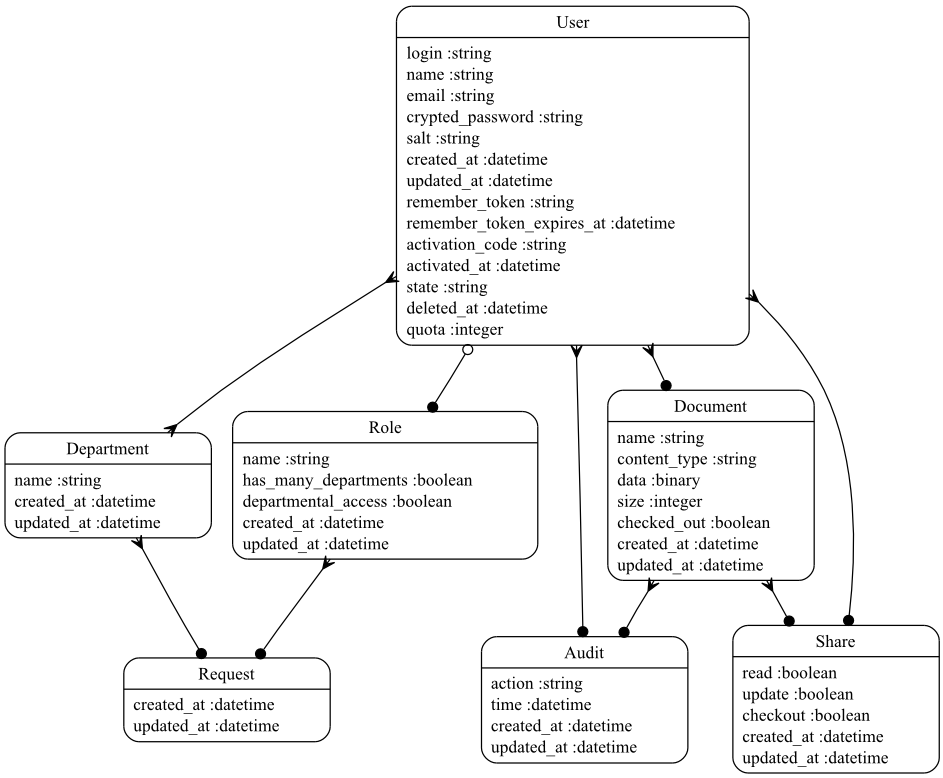 User
login :string
name :string
email :string
crypted_password :string
salt :string
created_at :datetime
updated_at :datetime
remember_token :string
remember_token_expires_at :datetime
activation_code :string
activated_at :datetime
state :string
deleted_at :datetime
quota :integer
Department
name :string
created_at :datetime
updated_at :datetime
Role
name :string
has_many_departments :boolean
departmental_access :boolean
created_at :datetime
updated_at :datetime
Document
name :string
content_type :string
data :binary
size :integer
checked_out :boolean
created_at :datetime
updated_at :datetime
Request
created_at :datetime
updated_at :datetime
Audit
action :string
time :datetime
created_at :datetime
updated_at :datetime
Share
read :boolean
update :boolean
checkout :boolean
created_at :datetime
updated_at :datetime